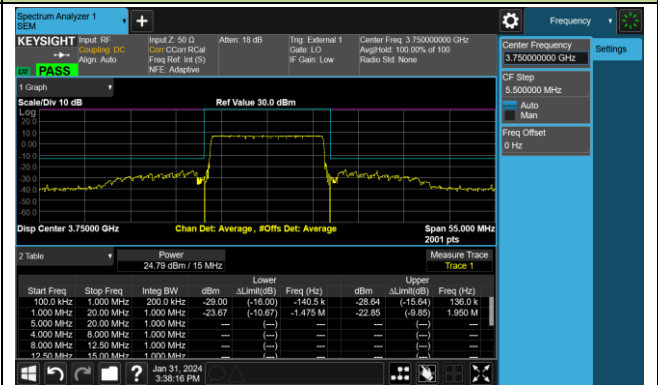 Spectrum Analyzer 1
SEM
Frequency
KEYSIGHT
Input: RF
Coupling: DC
Align: Auto
Input Z: 50 Ω
Corr CCorr RCal
Freq Ref: Int (S)
NFE: Adaptive
Atten: 18 dB
Trig: External 1
Gate: LO
IF Gain: Low
Center Freq: 3.750000000 GHz
Avg|Hold: 100.00% of 100
Radio Std: None
PASS
Center Frequency
3.750000000 GHz
Settings
CF Step
5.500000 MHz
Auto
Man
Freq Offset
0 Hz
1 Graph
Scale/Div 10 dB
Ref Value 30.0 dBm
Log
20.0
10.0
0.00
-10.0
-20.0
-30.0
-40.0
-50.0
-60.0
Disp Center 3.75000 GHz
Chan Det: Average, #Offs Det: Average
Span 55.000 MHz
2001 pts
2 Table
Power
24.79 dBm / 15 MHz
Measure Trace
Trace 1
Lower Upper
Start Freq Stop Freq Integ BW dBm ΔLimit(dB) Freq (Hz) dBm ΔLimit(dB) Freq (Hz)
100.0 kHz 1.000 MHz 200.0 kHz -29.00 (-16.00) -140.5 k -28.64 (-15.64) 136.0 k
1.000 MHz 20.00 MHz 1.000 MHz -23.67 (-10.67) -1.475 M -22.85 (-9.85) 1.950 M
5.000 MHz 20.00 MHz 1.000 MHz --- (---) --- --- (---) ---
4.000 MHz 8.000 MHz 1.000 MHz --- (---) --- --- (---) ---
8.000 MHz 12.50 MHz 1.000 MHz --- (---) --- --- (---) ---
12.50 MHz 15.00 MHz 1.000 MHz --- (---) --- --- (---) ---
?
Jan 31, 2024
3:38:16 PM